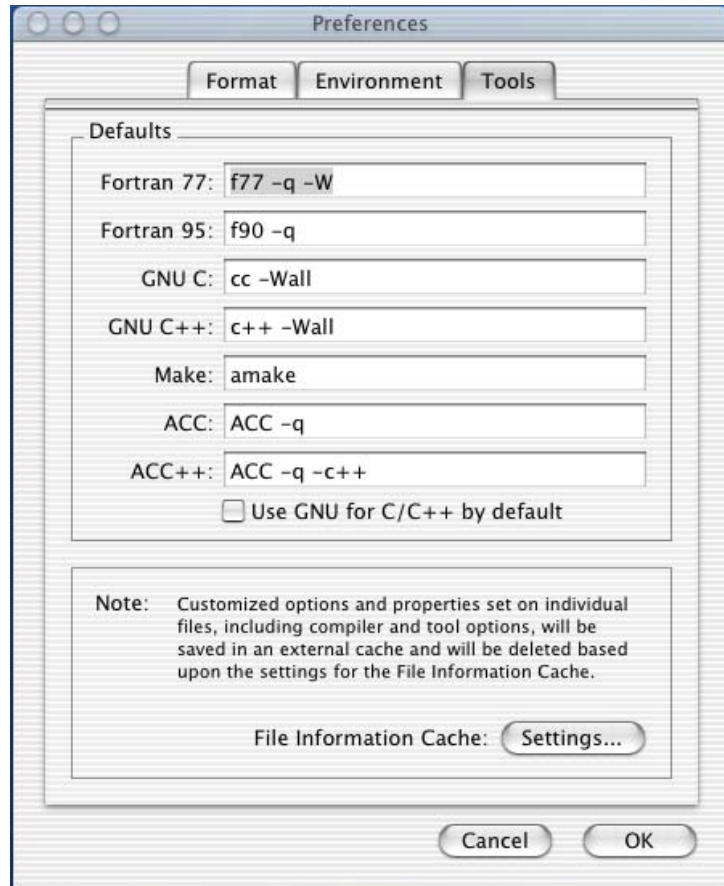 Preferences
Format Environment Tools
Defaults
Fortran 77: f77 -q -W
Fortran 95: f90 -q
GNU C: cc -Wall
GNU C++: c++ -Wall
Make: amake
ACC: ACC -q
ACC++: ACC -q -c++
Use GNU for C/C++ by default
Note: Customized options and properties set on individual
files, including compiler and tool options, will be
saved in an external cache and will be deleted based
upon the settings for the File Information Cache.
File Information Cache: Settings...
Cancel OK